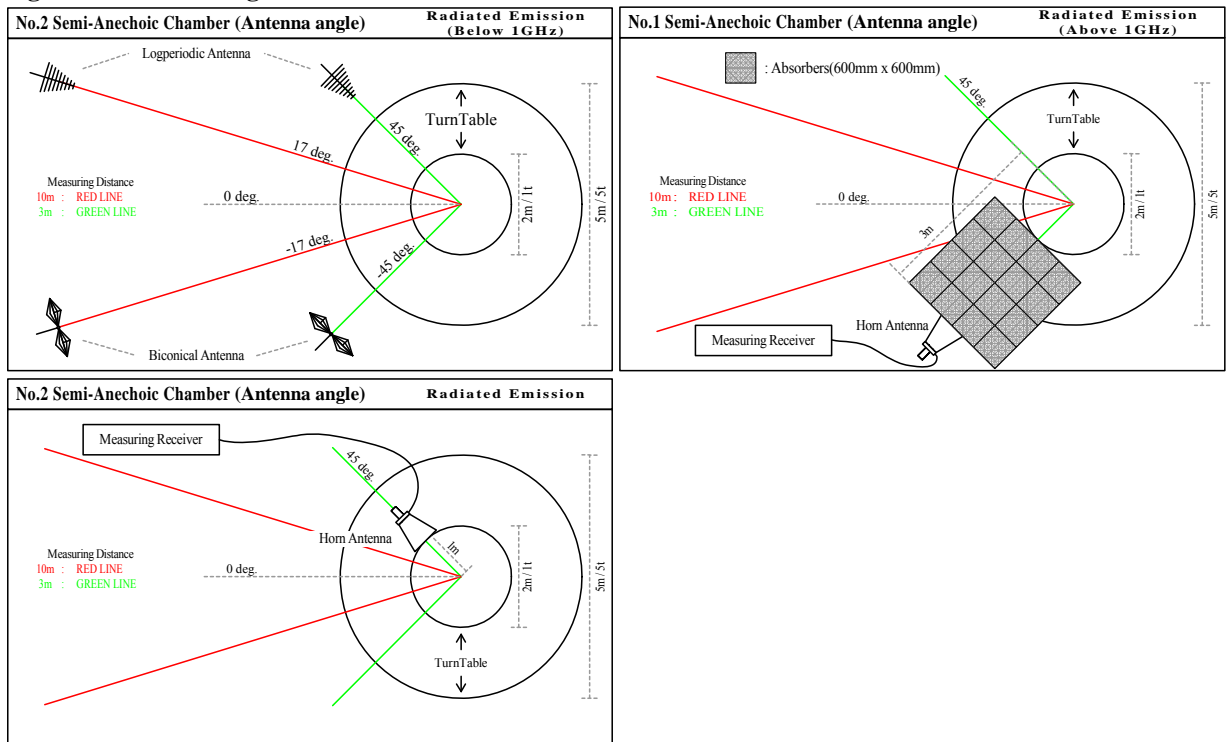 No.2 Semi-Anechoic Chamber (Antenna angle)
Radiated Emission
(Below 1GHz)
Logperiodic Antenna
45 deg.
TurnTable
17 deg.
Measuring Distance
10m : RED LINE
3m : GREEN LINE
0 deg.
2m / 1t
5m / 5t
-17 deg.
-45 deg.
Biconical Antenna
No.1 Semi-Anechoic Chamber (Antenna angle)
Radiated Emission
(Above 1GHz)
: Absorbers(600mm x 600mm)
45 deg.
TurnTable
Measuring Distance
10m : RED LINE
3m : GREEN LINE
0 deg.
3m
2m / 1t
5m / 5t
Horn Antenna
Measuring Receiver
No.2 Semi-Anechoic Chamber (Antenna angle)
Radiated Emission
Measuring Receiver
45 deg.
Horn Antenna
1m
Measuring Distance
10m : RED LINE
3m : GREEN LINE
0 deg.
2m / 1t
5m / 5t
TurnTable